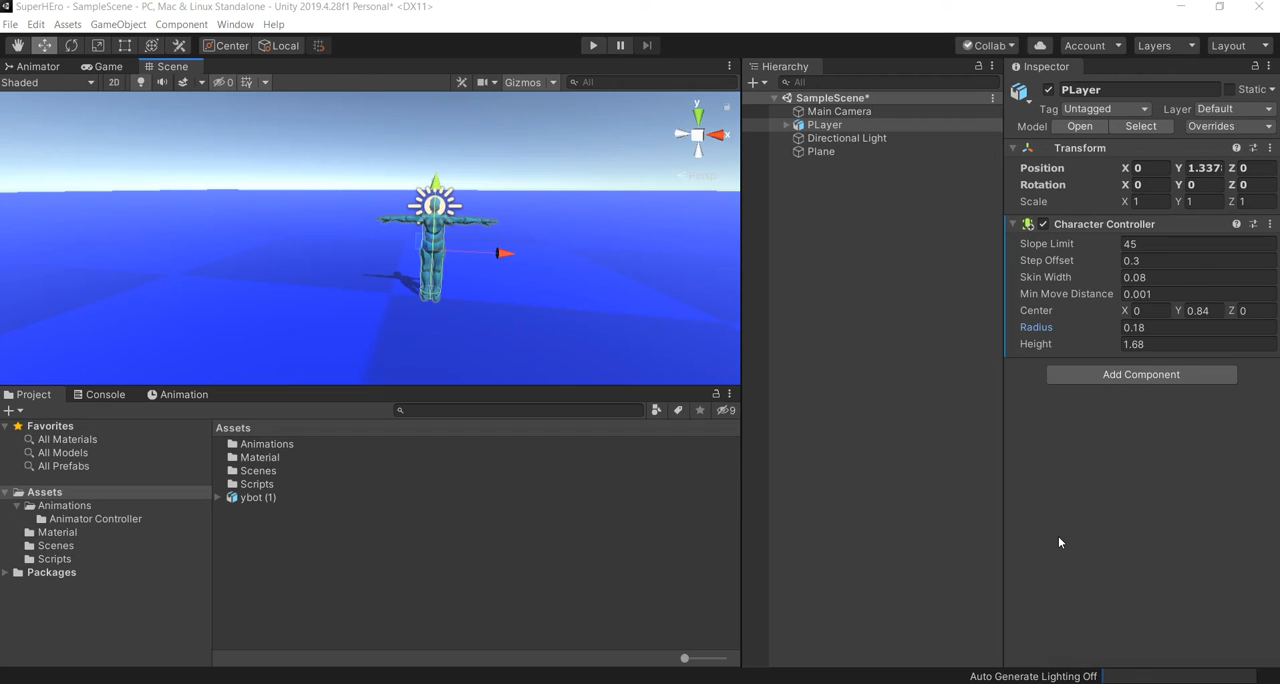 SuperHEro - SampleScene - PC, Mac & Linux Standalone - Unity 2019.4.28f1 Personal* <DX11>
File Edit Assets GameObject Component Window Help
Center Local Collab Account Layers Layout
Animator Game Scene
Shaded 2D 0 Gizmos All
y
x
Persp
Hierarchy
All
SampleScene*
Main Camera
PLayer
Directional Light
Plane
Inspector
PLayer Static
Tag Untagged Layer Default
Model Open Select Overrides
Transform
Position X 0 Y 1.337 Z 0
Rotation X 0 Y 0 Z 0
Scale X 1 Y 1 Z 1
Character Controller
Slope Limit 45
Step Offset 0.3
Skin Width 0.08
Min Move Distance 0.001
Center X 0 Y 0.84 Z 0
Radius 0.18
Height 1.68
Add Component
Project Console Animation
9
Favorites
All Materials
All Models
All Prefabs
Assets
Animations
Animator Controller
Material
Scenes
Scripts
Packages
Assets
Animations
Material
Scenes
Scripts
ybot (1)
Auto Generate Lighting Off